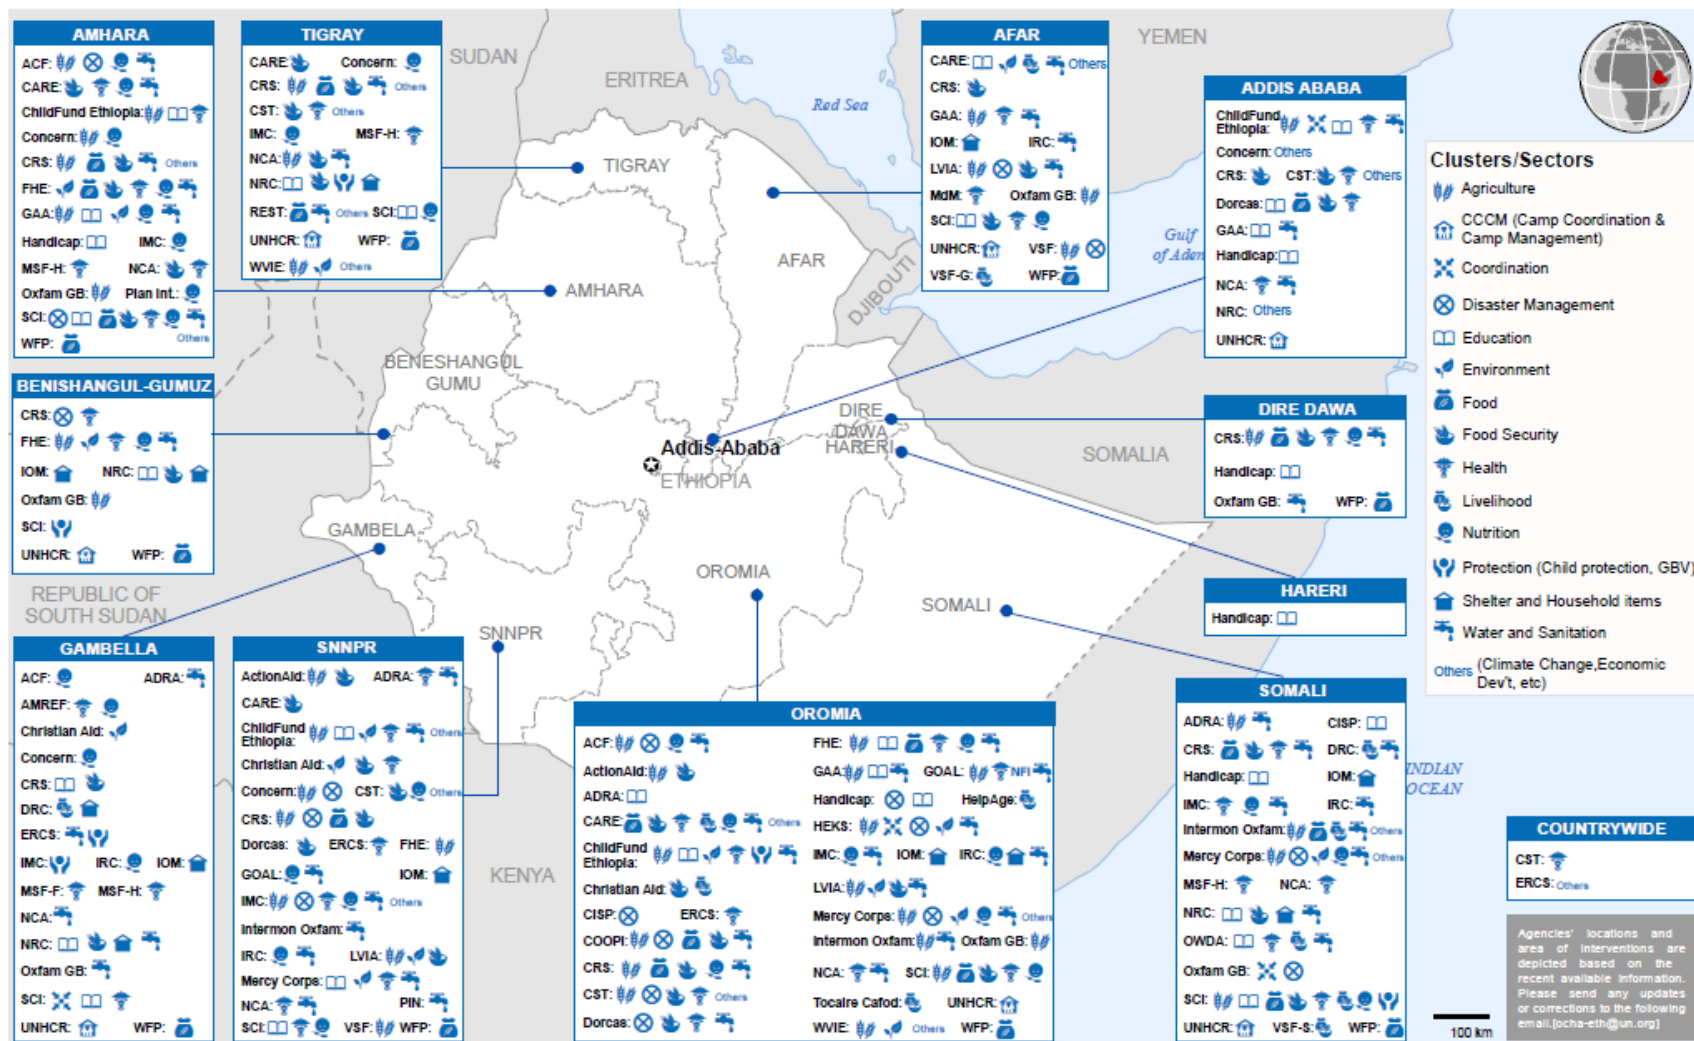 AMHARA
ACF:
CARE:
ChildFund Ethiopia:
Concern:
CRS: Others
FHE:
GAA:
Handicap: IMC:
MSF-H: NCA:
Oxfam GB: Plan Int.:
SCI:
Others
WFP:
TIGRAY
CARE: Concern:
CRS: Others
CST: Others
IMC: MSF-H:
NCA:
NRC:
REST: Others SCI:
UNHCR: WFP:
WVIE: Others
AFAR
CARE: Others
CRS:
GAA:
IOM: IRC:
LVIA:
MdM: Oxfam GB:
SCI:
UNHCR: VSF:
VSF-G: WFP:
ADDIS ABABA
ChildFund
Ethiopia:
Concern: Others
CRS: CST: Others
Dorcas:
GAA:
Handicap:
NCA:
NRC: Others
UNHCR:
BENISHANGUL-GUMUZ
CRS:
FHE:
IOM: NRC:
Oxfam GB:
SCI:
UNHCR: WFP:
DIRE DAWA
CRS:
Handicap:
Oxfam GB: WFP:
HARERI
Handicap:
GAMBELLA
ACF: ADRA:
AMREF:
Christian Aid:
Concern:
CRS:
DRC:
ERCS:
IMC: IRC: IOM:
MSF-F: MSF-H:
NCA:
NRC:
Oxfam GB:
SCI:
UNHCR: WFP:
SNNPR
ActionAid: ADRA:
CARE:
ChildFund
Ethiopia: Others
Christian Aid:
Concern: CST: Others
CRS:
Dorcas: ERCS: FHE:
GOAL: IOM:
IMC: Others
Intermon Oxfam:
IRC: LVIA:
Mercy Corps:
NCA: PIN:
SCI: VSF: WFP:
OROMIA
ACF:
ActionAid:
ADRA:
CARE: Others
ChildFund
Ethiopia:
Christian Aid:
CISP: ERCS:
COOPI:
CRS:
CST: Others
Dorcas:
FHE:
GAA: GOAL: NFI
Handicap: HelpAge:
HEKS:
IMC: IOM: IRC:
LVIA:
Mercy Corps: Others
Intermon Oxfam: Oxfam GB:
NCA: SCI:
Tocaire Cafod: UNHCR:
WVIE: Others WFP:
SOMALI
ADRA: CISP:
CRS: DRC:
Handicap: IOM:
IMC: IRC:
Intermon Oxfam: Others
Mercy Corps: Others
MSF-H: NCA:
NRC:
OWDA:
Oxfam GB:
SCI:
UNHCR: VSF-S: WFP:
COUNTRYWIDE
CST:
ERCS: Others
Clusters/Sectors
Agriculture
CCCM (Camp Coordination &
Camp Management)
Coordination
Disaster Management
Education
Environment
Food
Food Security
Health
Livelihood
Nutrition
Protection (Child protection, GBV)
Shelter and Household items
Water and Sanitation
Others (Climate Change,Economic
Dev't, etc)
SUDAN
ERITREA
YEMEN
Red Sea
Gulf
of Aden
DJIBOUTI
TIGRAY
AFAR
AMHARA
BENESHANGUL
GUMU
DIRE
DAWA
HARERI
Addis-Ababa
ETHIOPIA
SOMALIA
GAMBELA
REPUBLIC OF
SOUTH SUDAN
OROMIA
SOMALI
SNNPR
KENYA
INDIAN
OCEAN
100 km
Agencies' locations and
area of interventions are
depicted based on the
recent available information.
Please send any updates
or corrections to the following
email.[ocha-eth@un.org]